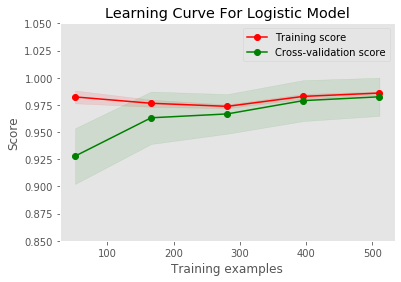 Learning Curve For Logistic Model
1.050
1.025
1.000
0.975
0.950
0.925
0.900
0.875
0.850
Score
Training score
Cross-validation score
100
200
300
400
500
Training examples